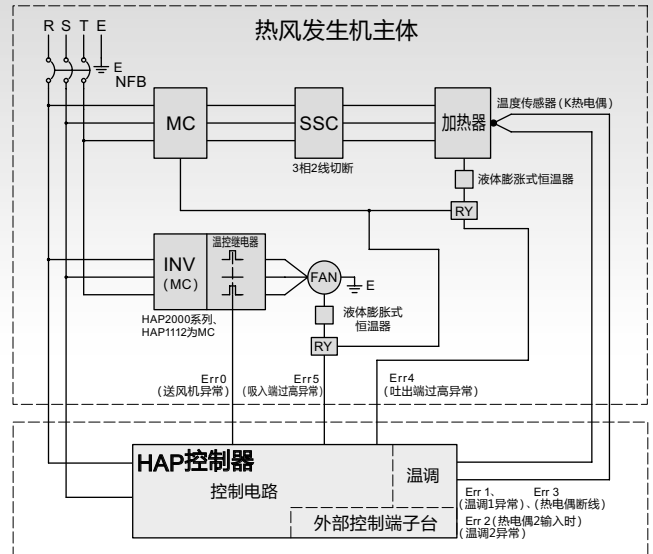 热风发生机主体
R S T E
E
NFB
MC
SSC
加热器
温度传感器(K热电偶)
3相2线切断
液体膨涨式恒温器
RY
INV
(MC)
温控继电器
FAN
E
HAP2000系列、
HAP1112为MC
液体膨胀式
恒温器
RY
Err0
(送风机异常)
Err5
(吸入端过高异常)
Err4
(吐出端过高异常)
HAP控制器
控制电路
温调
外部控制端子台
Err 1、 Err 3
(温调1异常)、(热电偶断线)
Err 2(热电偶2输入时)
(温调2异常)